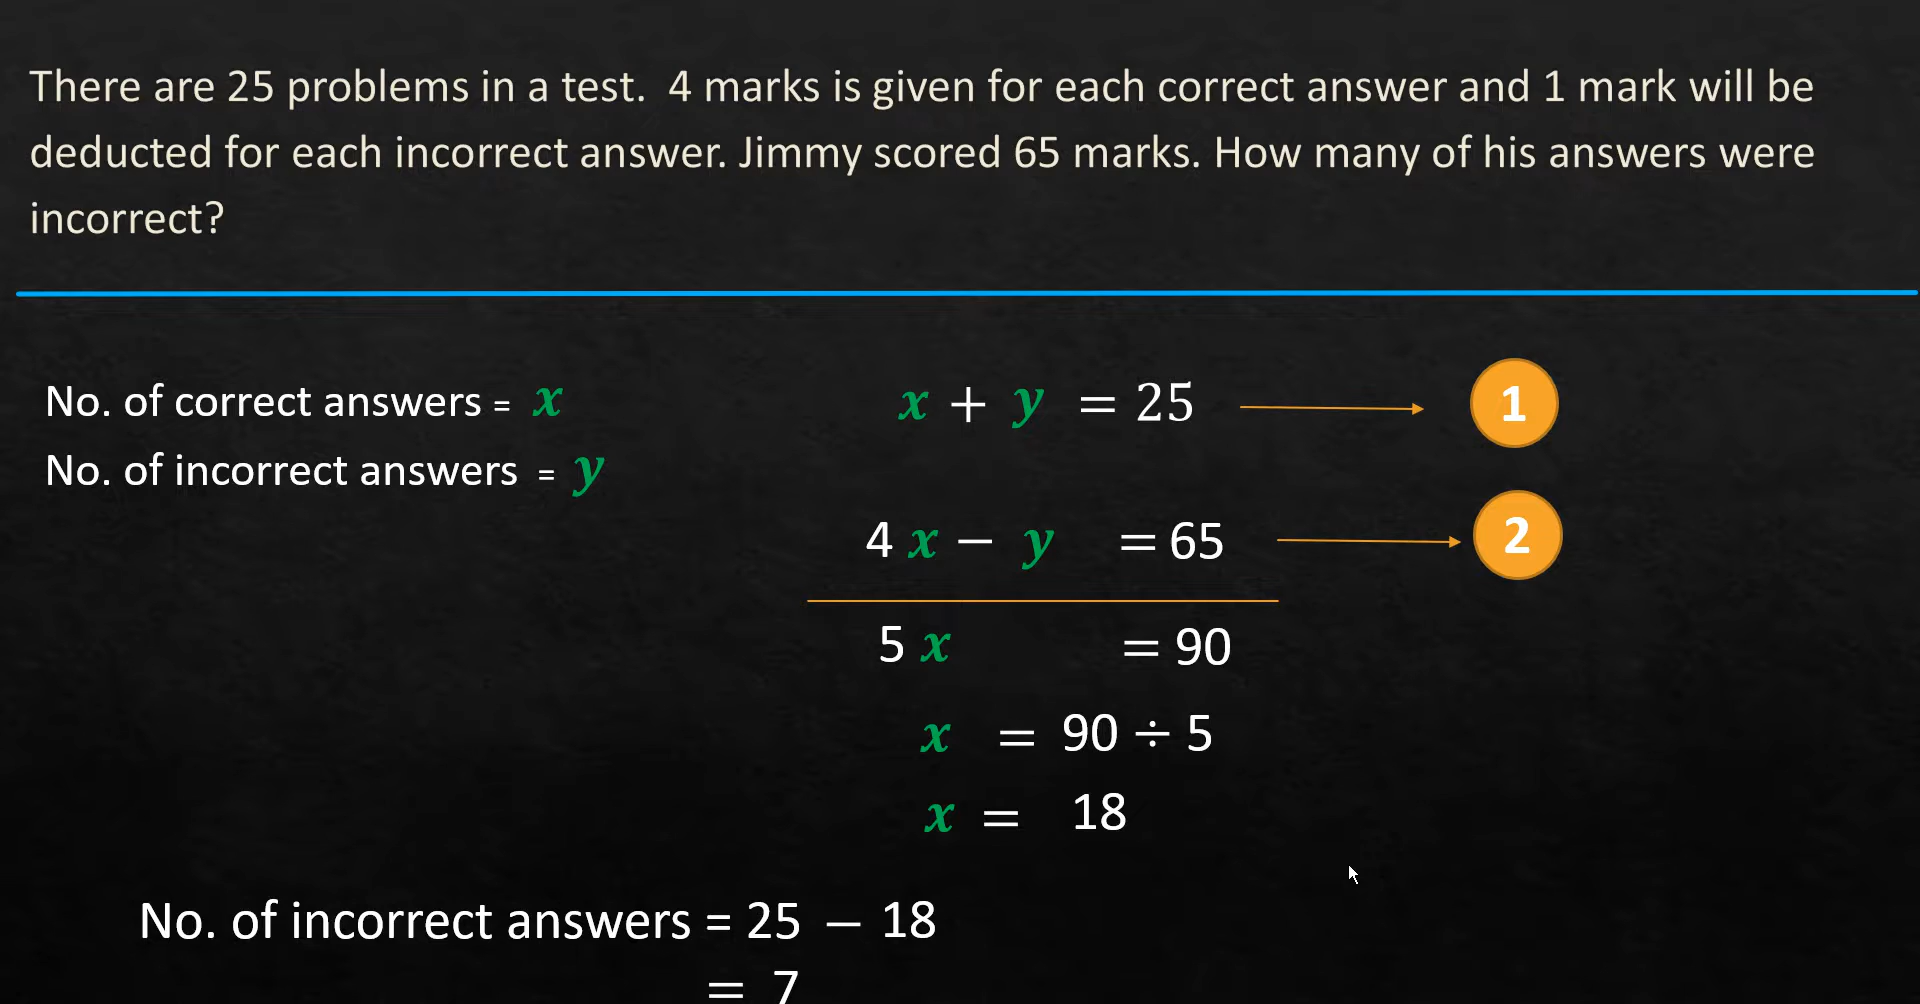 There are 25 problems in a test. 4 marks is given for each correct answer and 1 mark will be
deducted for each incorrect answer. Jimmy scored 65 marks. How many of his answers were
incorrect?
No. of correct answers = x
x + y = 25
1
No. of incorrect answers = y
4 x − y = 65
2
5 x = 90
x = 90 ÷ 5
x = 18
No. of incorrect answers = 25 − 18
= 7